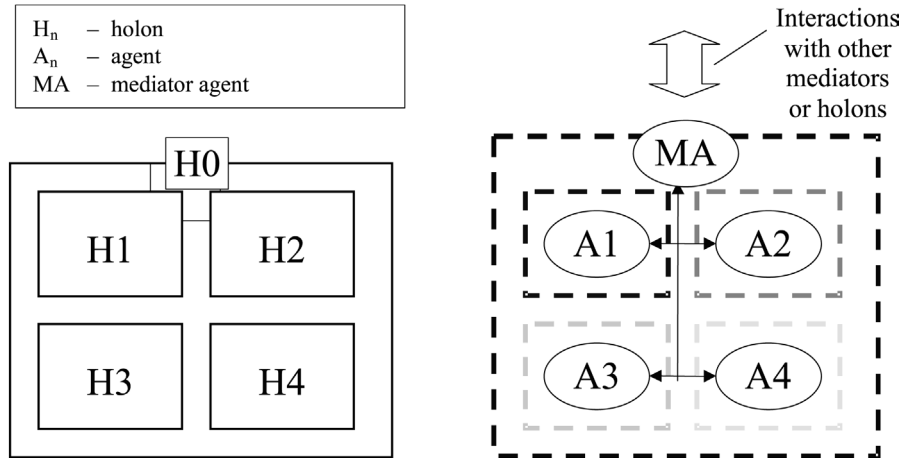 Hn – holon
An – agent
MA – mediator agent
Interactions
with other
mediators
or holons
H0
H1
H2
H3
H4
MA
A1
A2
A3
A4